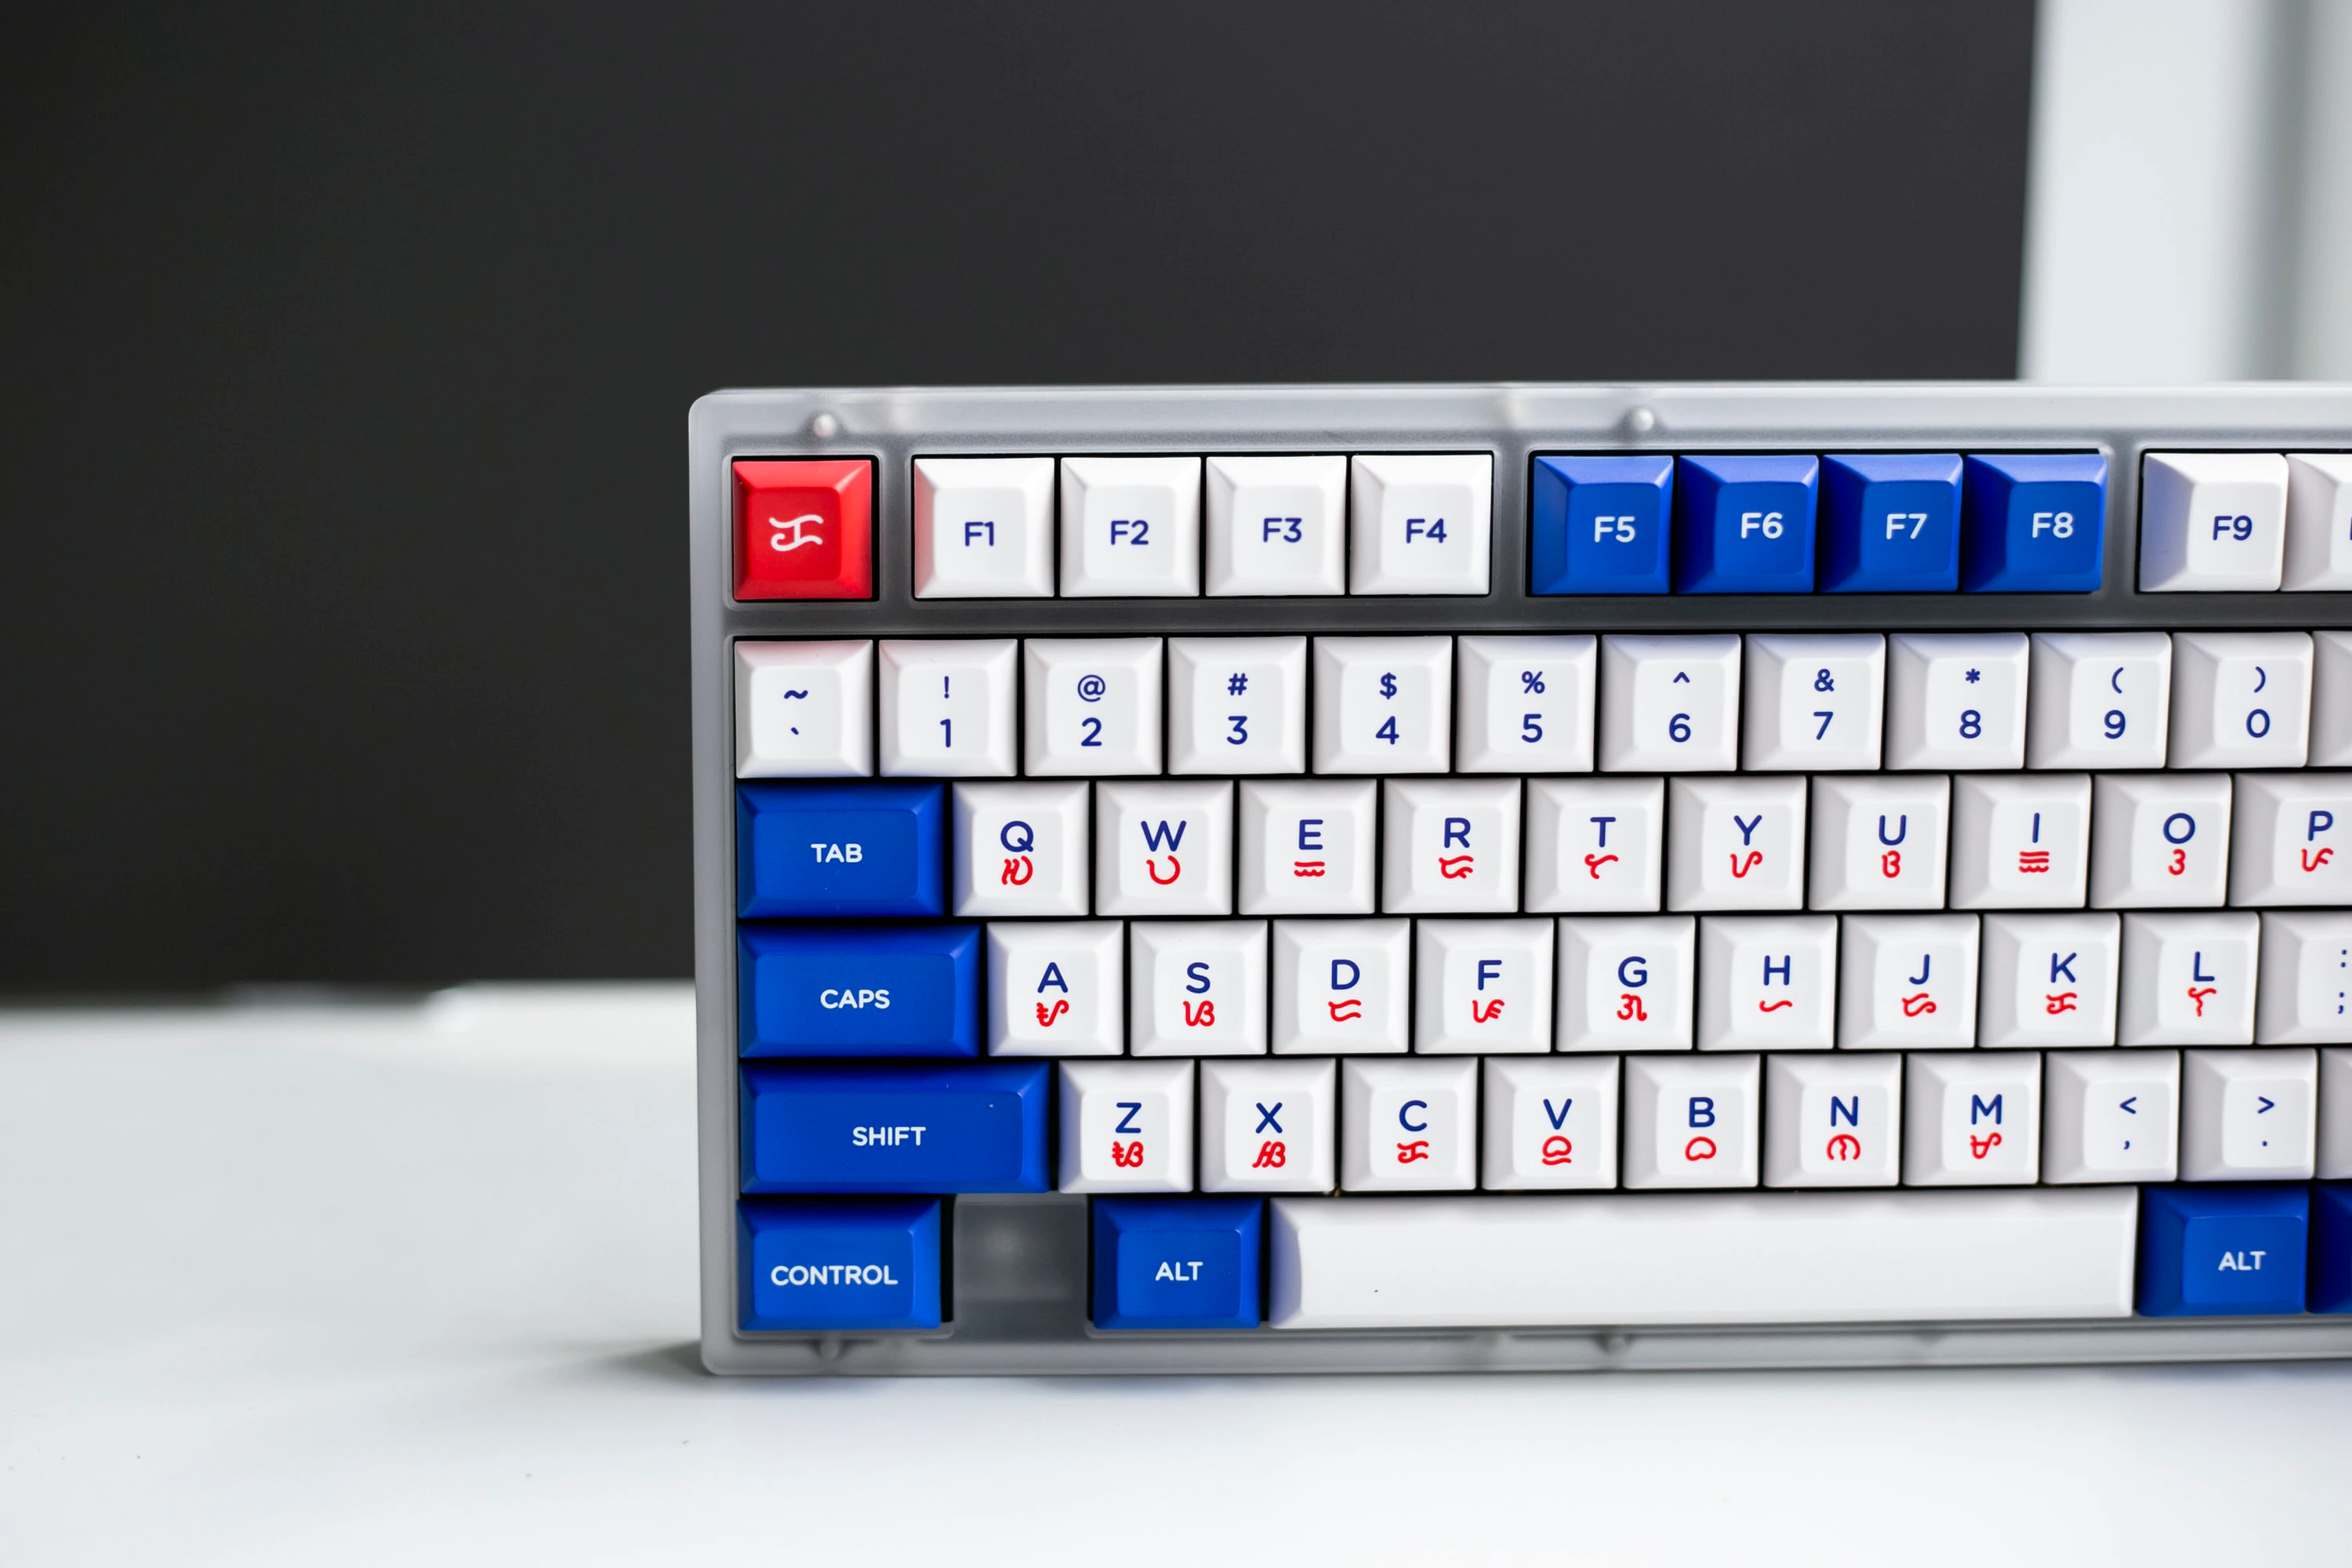 ᜃ F1 F2 F3 F4 F5 F6 F7 F8 F9
~ ! @ # $ % ^ & * ( )
` 1 2 3 4 5 6 7 8 9 0
TAB Q W E R T Y U I O P
ᜏ ᜍ ᜆ ᜌ ᜂ ᜁ ᜉ
CAPS A S D F G H J K L :
ᜀ ᜐ ᜇ ᜄ ᜑ ᜃ ᜎ ;
SHIFT Z X C V B N M < >
ᜃ ᜊ ᜈ ᜋ , .
CONTROL ALT ALT